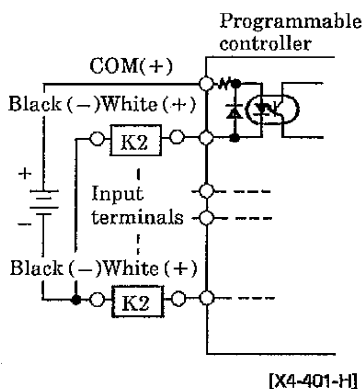 Programmable
controller
COM(+)
Black(−)White(+)
K2
+
Input
terminals
−
Black(−)White(+)
K2
[X4-401-H]